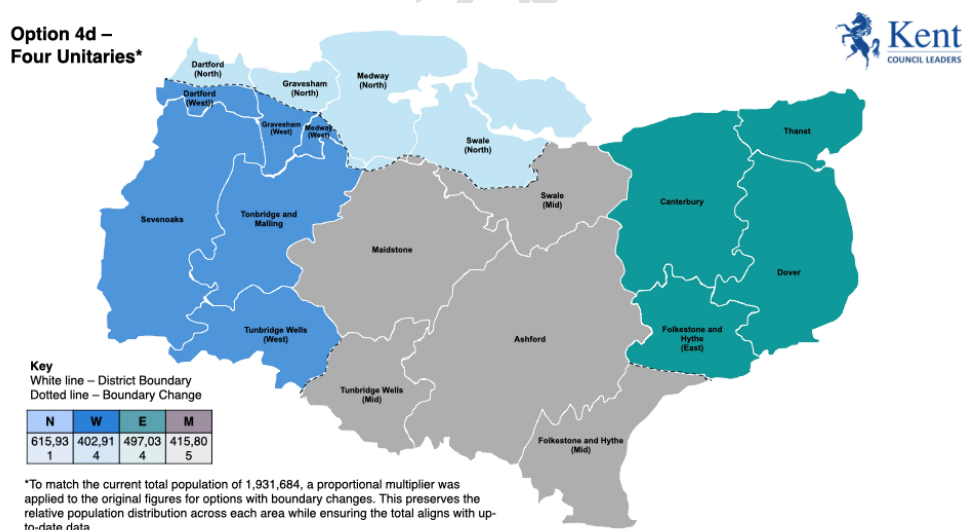 Option 4d –
Four Unitaries*
Kent
COUNCIL LEADERS
Dartford
(North)
Gravesham
(North)
Medway
(North)
Dartford
(West)
Gravesham
(West)
Medway
(West)
Swale
(North)
Thanet
Swale
(Mid)
Canterbury
Sevenoaks
Tonbridge and
Malling
Maidstone
Dover
Tunbridge Wells
(West)
Ashford
Folkestone and
Hythe
(East)
Tunbridge Wells
(Mid)
Folkestone and Hythe
(Mid)
Key
White line – District Boundary
Dotted line – Boundary Change
N W E M
615,93 402,91 497,03 415,80
1 4 4 5
*To match the current total population of 1,931,684, a proportional multiplier was
applied to the original figures for options with boundary changes. This preserves the
relative population distribution across each area while ensuring the total aligns with up-
to-date data